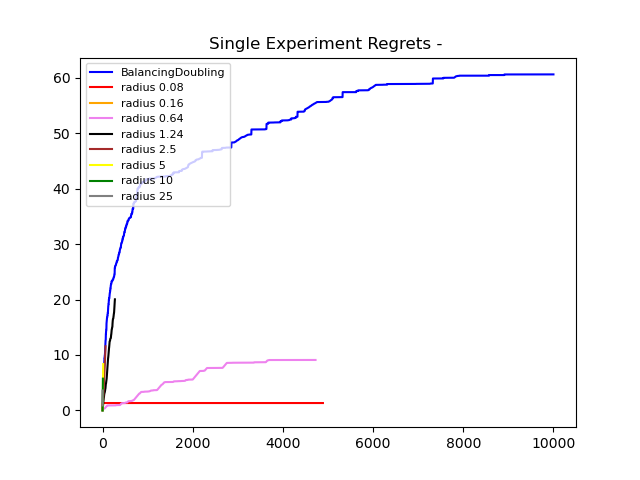 Single Experiment Regrets -
BalancingDoubling
radius 0.08
radius 0.16
radius 0.64
radius 1.24
radius 2.5
radius 5
radius 10
radius 25
60
50
40
30
20
10
0
0 2000 4000 6000 8000 10000